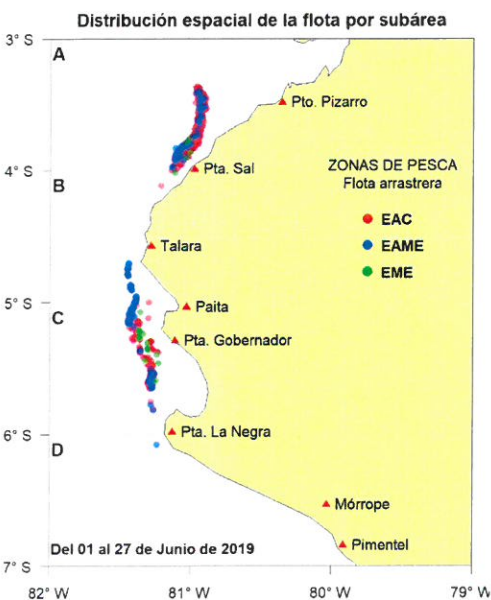 Distribución espacial de la flota por subárea
3° S
A
Pto. Pizarro
4° S
Pta. Sal
B
ZONAS DE PESCA
Flota arrastrera
EAC
EAME
EME
Talara
5° S
C
Paita
Pta. Gobernador
6° S
Pta. La Negra
D
Mórrope
Pimentel
Del 01 al 27 de Junio de 2019
7° S
82° W
81° W
80° W
79° W